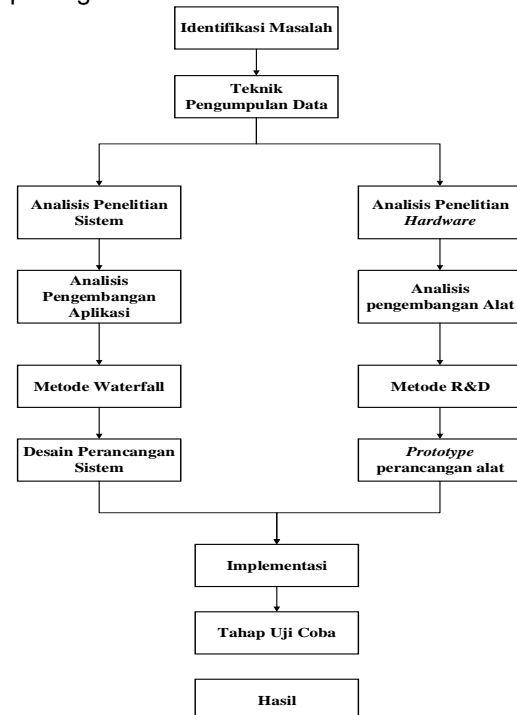 Identifikasi Masalah
Teknik
Pengumpulan Data
Analisis Penelitian
Sistem
Analisis Penelitian
Hardware
Analisis
Pengembangan
Aplikasi
Analisis
pengembangan Alat
Metode Waterfall
Metode R&D
Desain Perancangan
Sistem
Prototype
perancangan alat
Implementasi
Tahap Uji Coba
Hasil